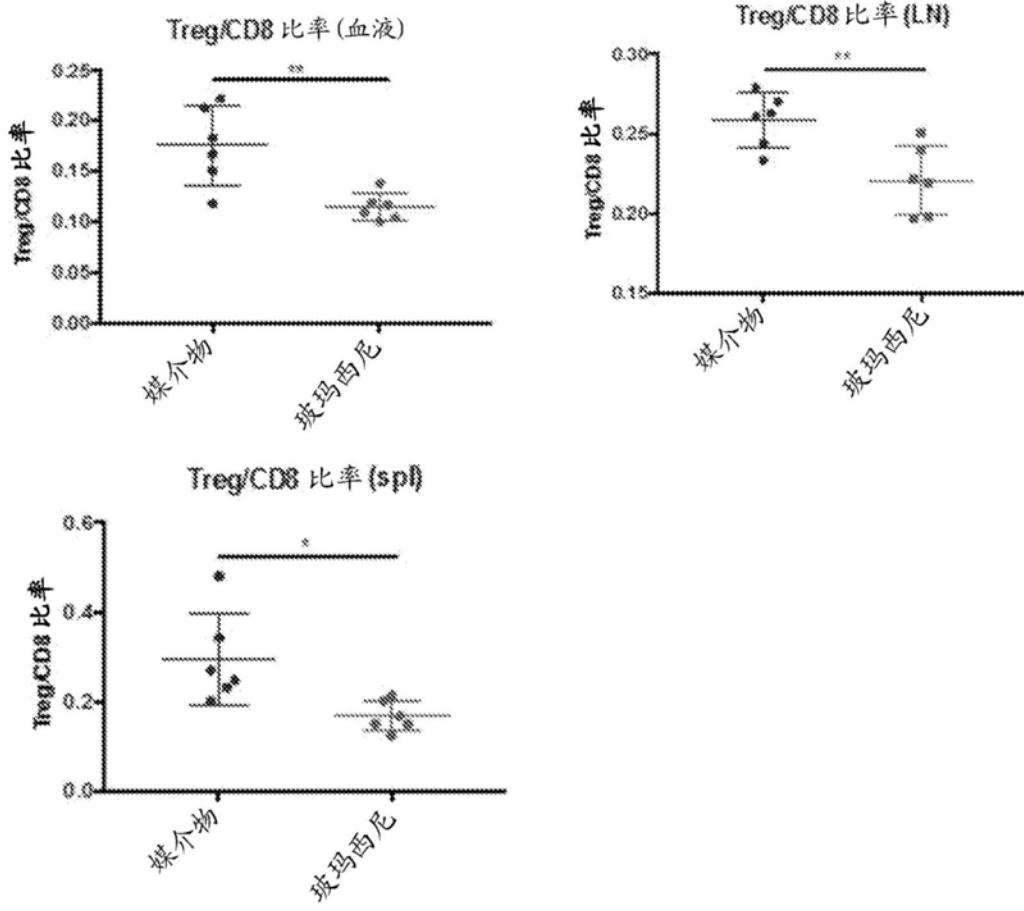 Treg/CD8 比率 (血液)
Treg/CD8 比率
0.25
0.20
0.15
0.10
0.05
0.00
**
媒介物
玻玛西尼
Treg/CD8 比率 (LN)
Treg/CD8 比率
0.30
0.25
0.20
0.15
**
媒介物
玻玛西尼
Treg/CD8 比率 (spl)
Treg/CD8 比率
0.6
0.4
0.2
0.0
*
媒介物
玻玛西尼